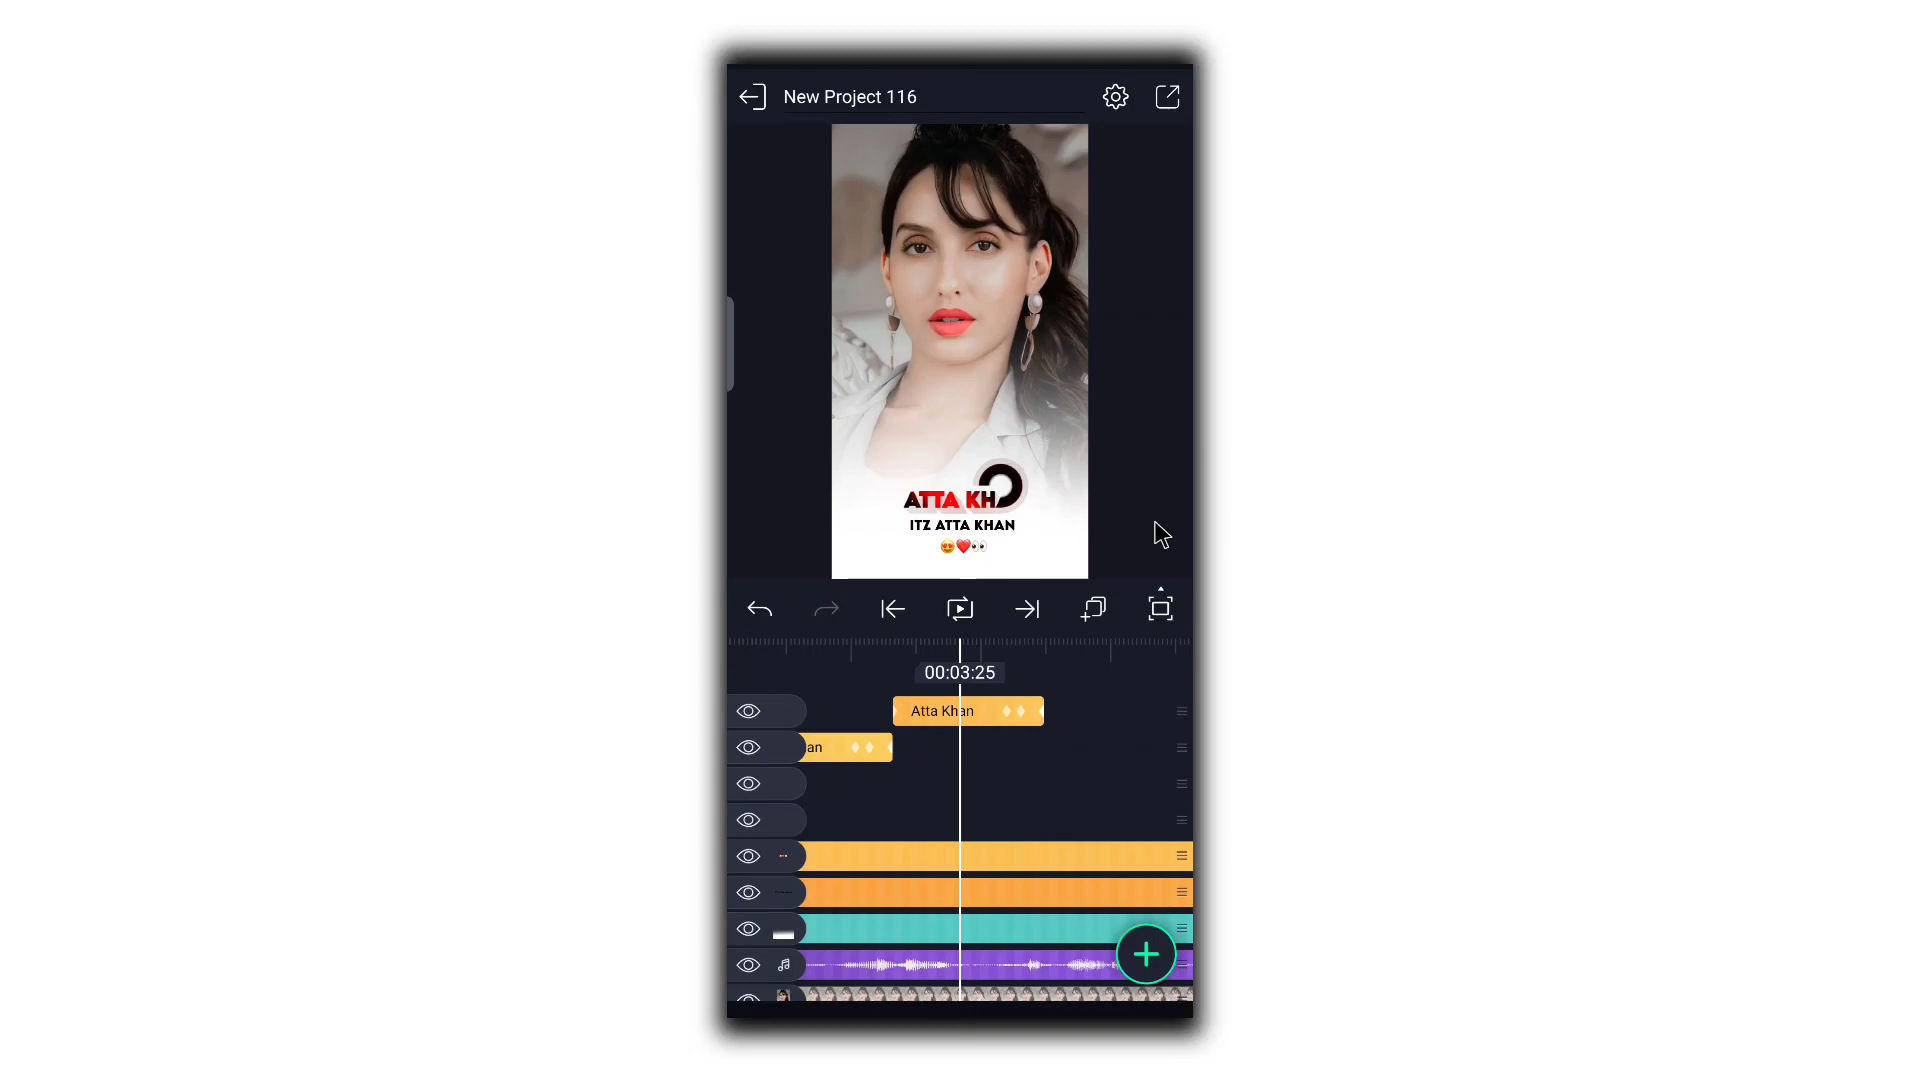 New Project 116
ATTA KH
ITZ ATTA KHAN
😍❤️👀
00:03:25
Atta Khan
an